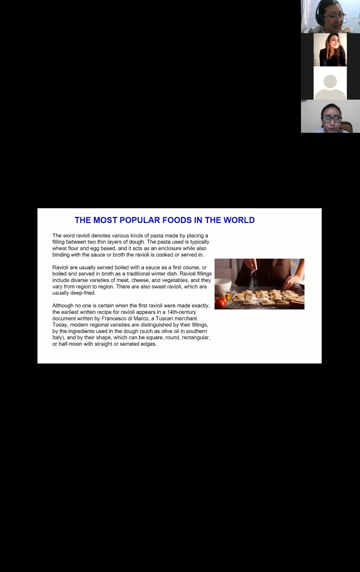 THE MOST POPULAR FOODS IN THE WORLD
The word ravioli denotes various kinds of pasta made by placing a
filling between two thin layers of dough. The pasta used is typically
wheat flour and egg based, and it acts as an enclosure while also
binding with the sauce or broth the ravioli is cooked or served in.
Ravioli are usually served boiled with a sauce as a first course, or
boiled and served in broth as a traditional winter dish. Ravioli fillings
include diverse varieties of meat, cheese, and vegetables, and they
vary from region to region. There are also sweet ravioli, which are
usually deep-fried.
Although no one is certain when the first ravioli were made exactly,
the earliest written recipe for ravioli appears in a 14th-century
document written by Francesco di Marco, a Tuscan merchant.
Today, modern regional varieties are distinguished by their fillings,
by the ingredients used in the dough (such as olive oil in southern
Italy), and by their shape, which can be square, round, rectangular,
or half-moon with straight or serrated edges.